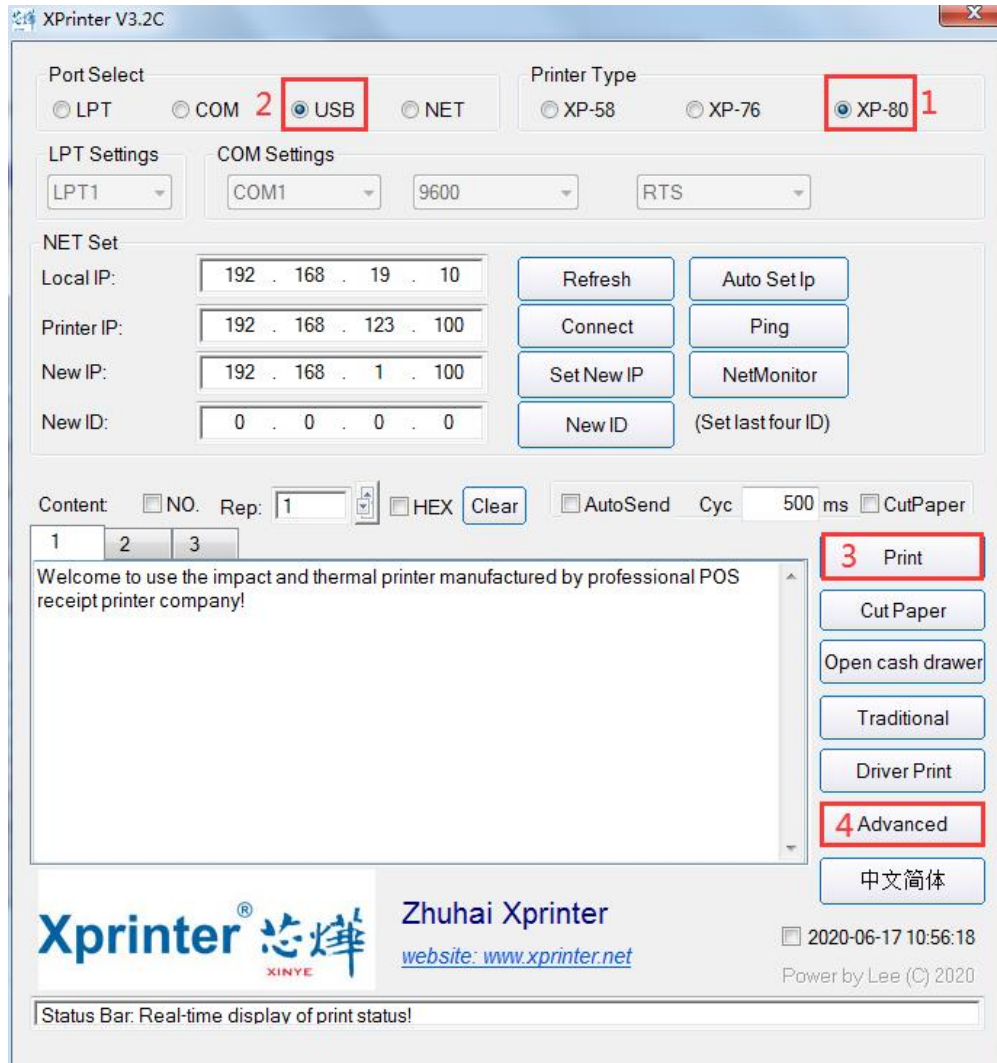 XPrinter V3.2C
Port Select
LPT COM 2 USB NET
Printer Type
XP-58 XP-76 XP-80 1
LPT Settings
LPT1
COM Settings
COM1 9600 RTS
NET Set
Local IP: 192 . 168 . 19 . 10 Refresh Auto Set Ip
Printer IP: 192 . 168 . 123 . 100 Connect Ping
New IP: 192 . 168 . 1 . 100 Set New IP NetMonitor
New ID: 0 . 0 . 0 . 0 New ID (Set last four ID)
Content: NO. Rep: 1 HEX Clear AutoSend Cyc 500 ms CutPaper
1 2 3
Welcome to use the impact and thermal printer manufactured by professional POS
receipt printer company!
3 Print
Cut Paper
Open cash drawer
Traditional
Driver Print
4 Advanced
中文简体
Xprinter® 芯烨
XINYE
Zhuhai Xprinter
website: www.xprinter.net
2020-06-17 10:56:18
Power by Lee (C) 2020
Status Bar: Real-time display of print status!